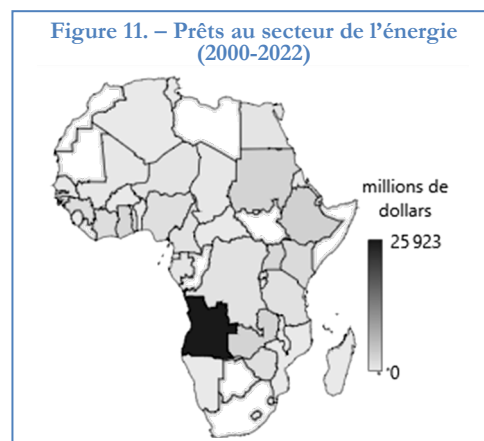 Figure 11. – Prêts au secteur de l’énergie
(2000-2022)
millions de
dollars
25 923
0